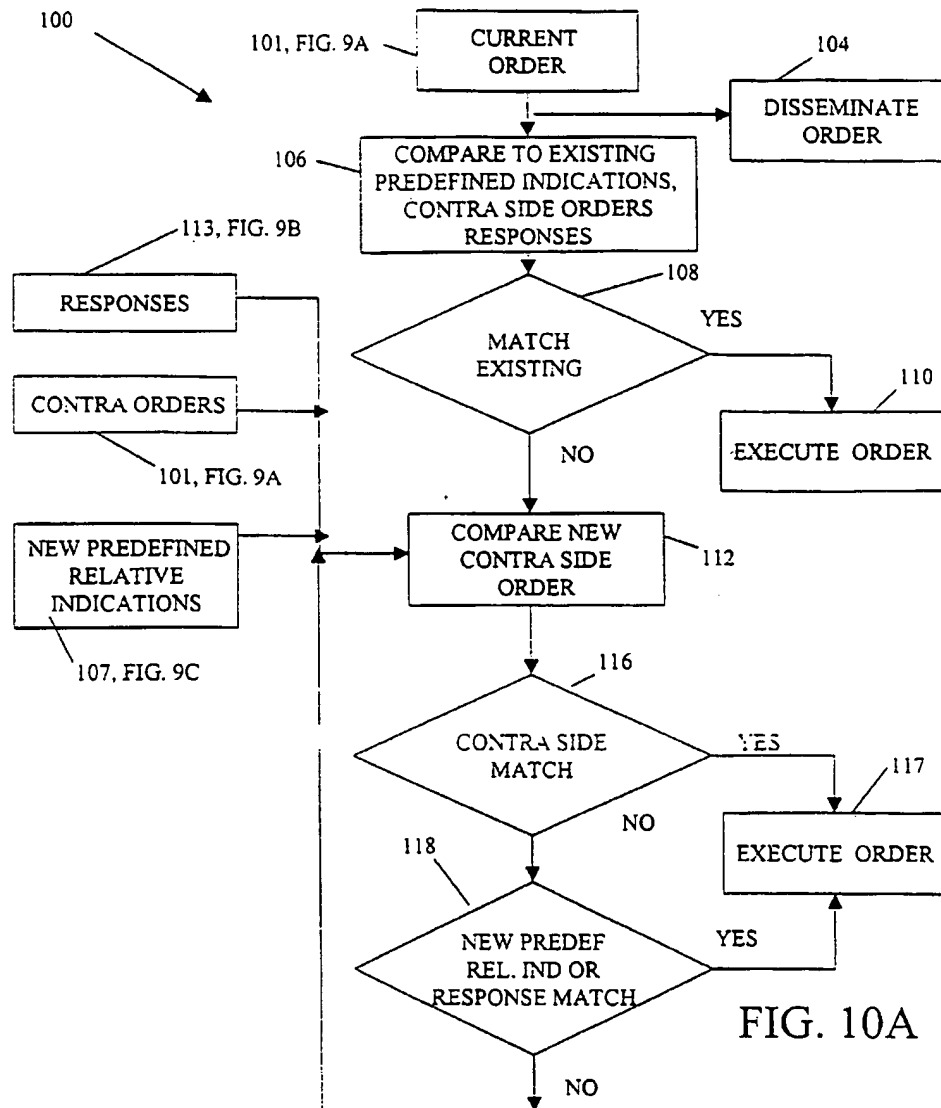 100
101, FIG. 9A
CURRENT
ORDER
104
DISSEMINATE
ORDER
106
COMPARE TO EXISTING
PREDEFINED INDICATIONS,
CONTRA SIDE ORDERS
RESPONSES
113, FIG. 9B
RESPONSES
108
MATCH
EXISTING
YES
110
EXECUTE ORDER
NO
CONTRA ORDERS
101, FIG. 9A
NEW PREDEFINED
RELATIVE
INDICATIONS
107, FIG. 9C
COMPARE NEW
CONTRA SIDE
ORDER
112
116
CONTRA SIDE
MATCH
YES
117
EXECUTE ORDER
NO
118
NEW PREDEF
REL. IND OR
RESPONSE MATCH
YES
FIG. 10A
NO